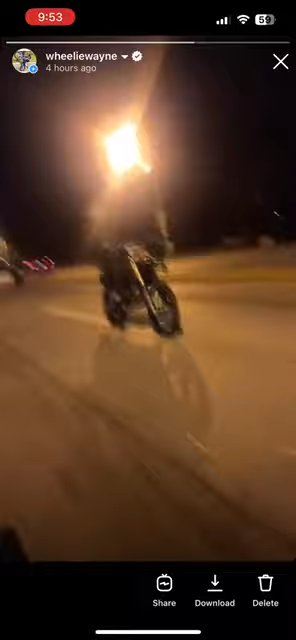 9:53
59
wheeliewayne
4 hours ago
Share
Download
Delete